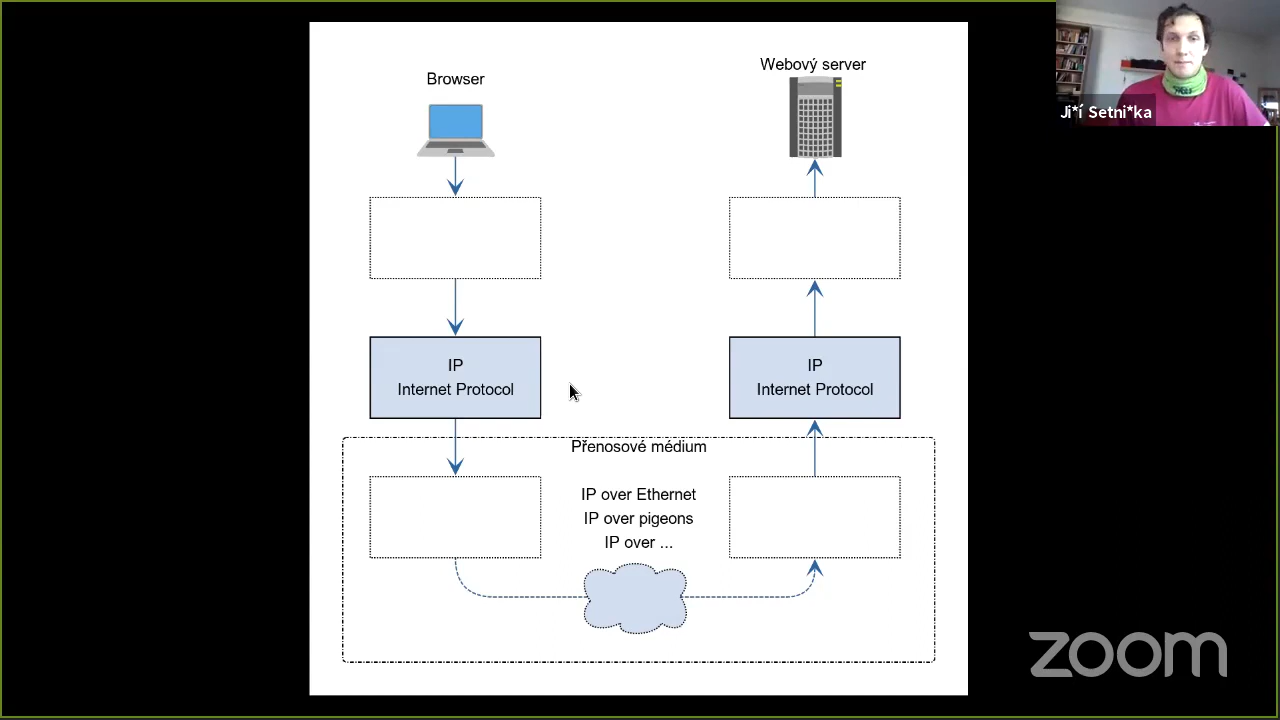 Browser
Webový server
Ji*í Setni*ka
IP
Internet Protocol
IP
Internet Protocol
Přenosové médium
IP over Ethernet
IP over pigeons
IP over ...
zoom